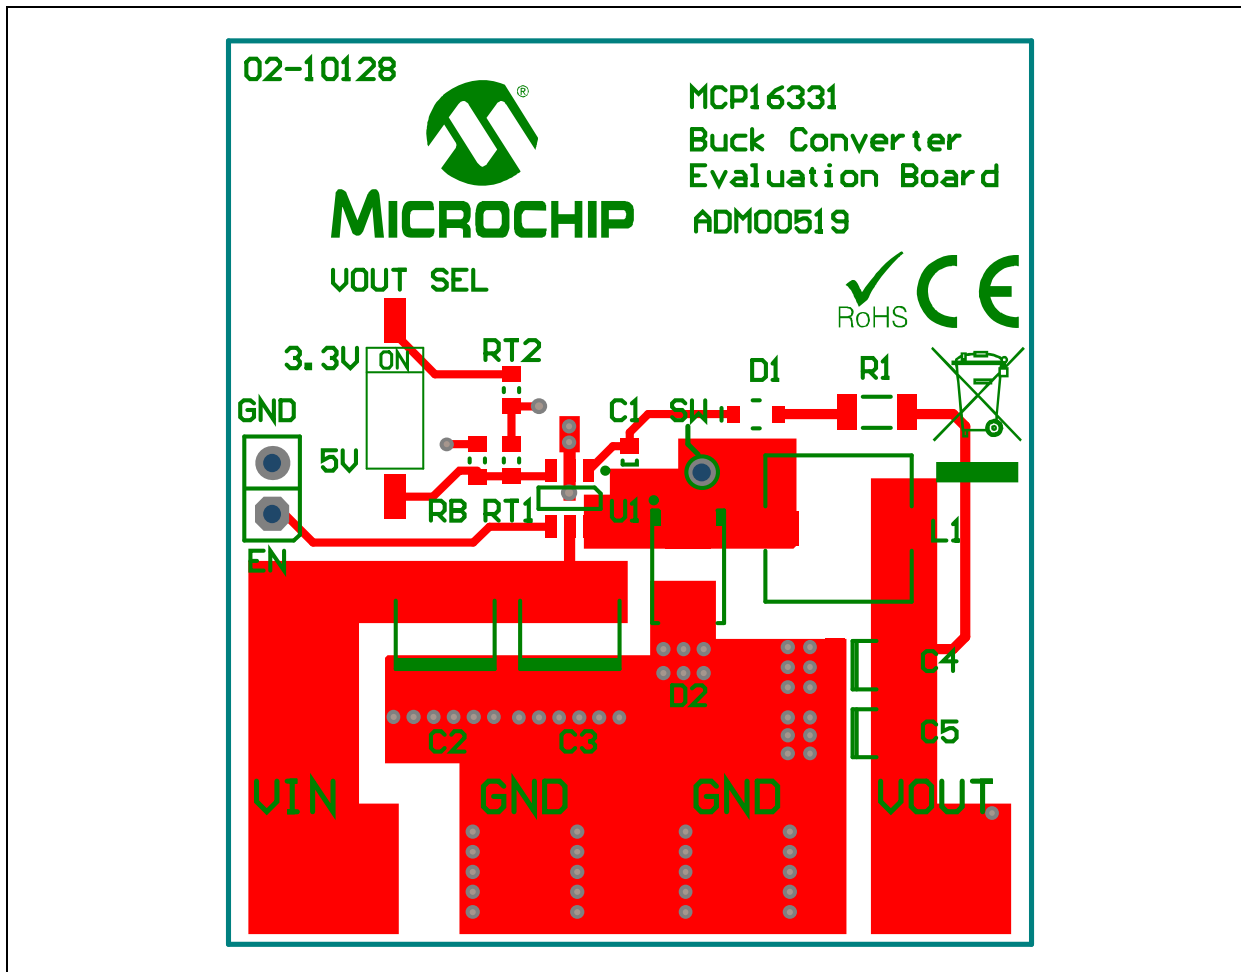 02-10128
®
MICROCHIP
MCP16331
Buck Converter
Evaluation Board
ADM00519
RoHS
CE
VOUT SEL
3.3V
ON
RT2
D1
R1
GND
C1
SW
5V
RB
RT1
U1
L1
EN
C4
D2
C2
C3
C5
VIN
GND
GND
VOUT